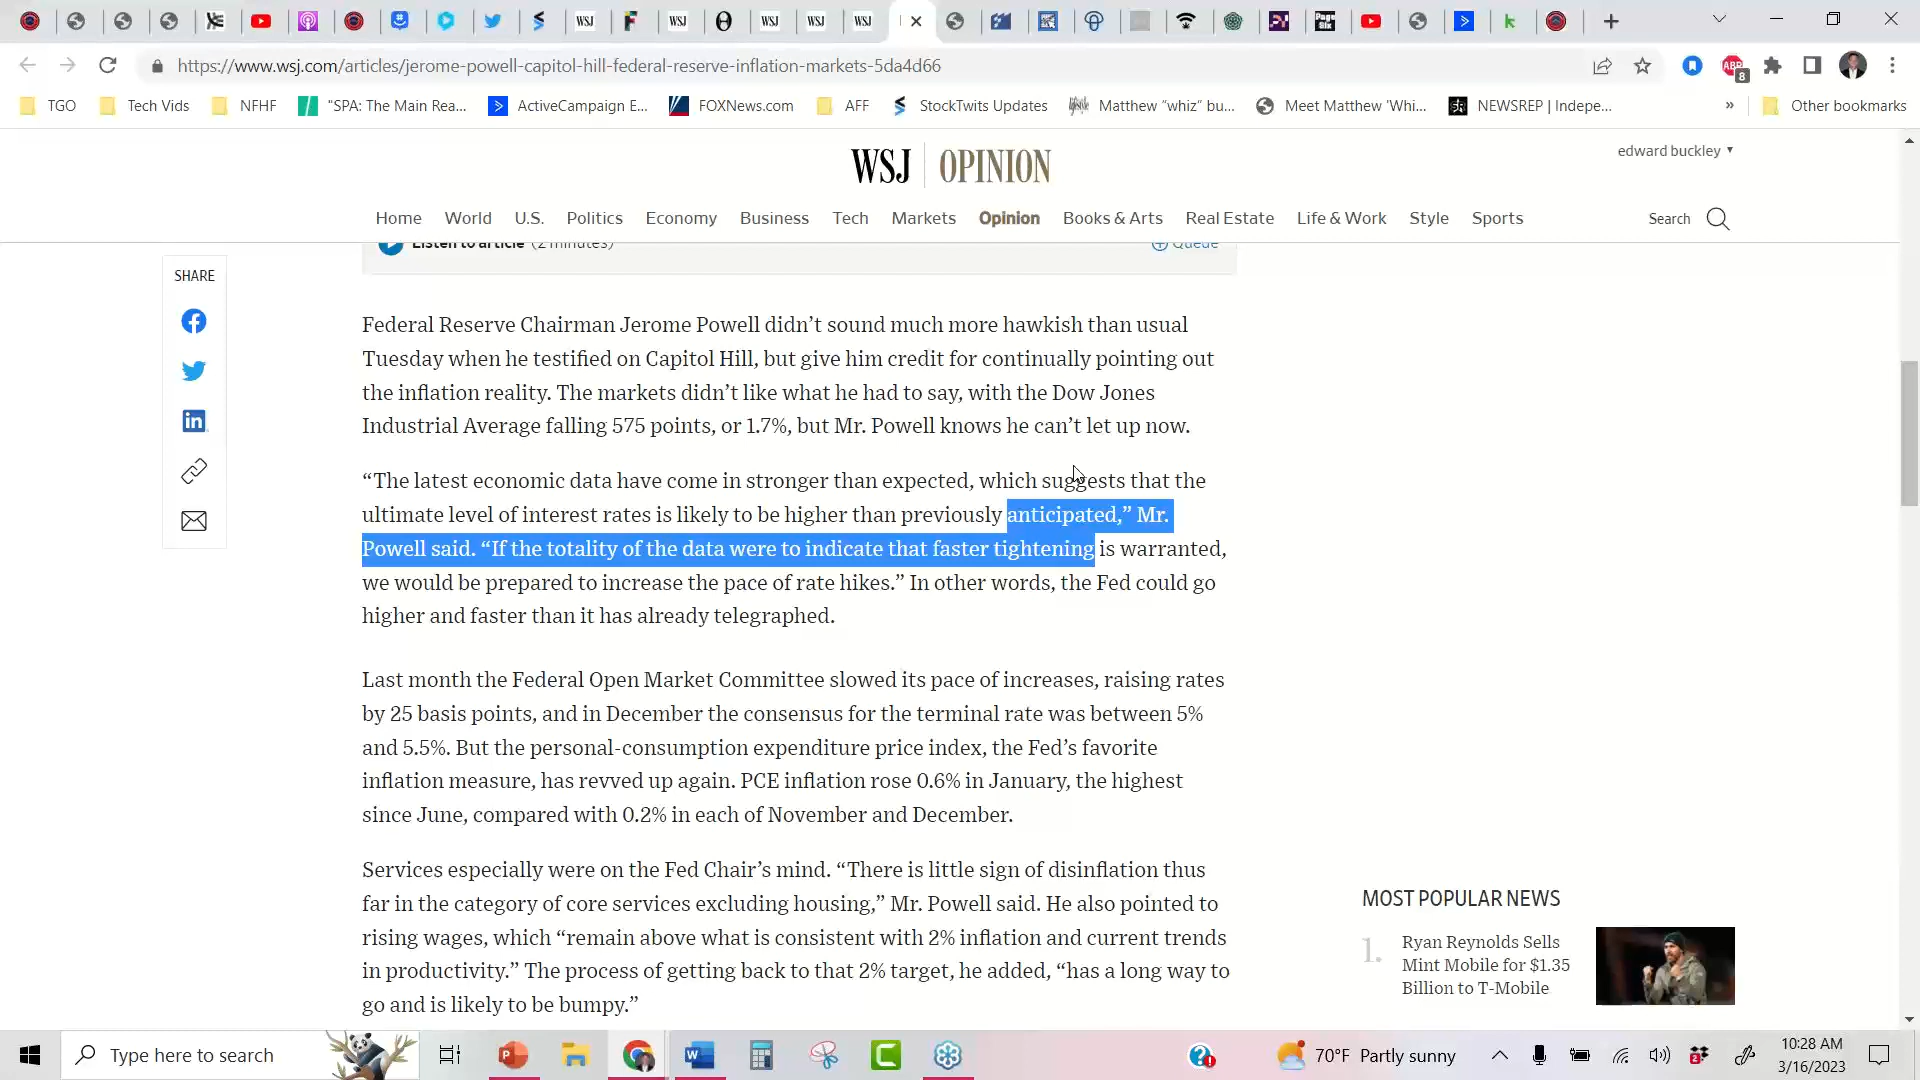 https://www.wsj.com/articles/jerome-powell-capitol-hill-federal-reserve-inflation-markets-5da4d66
ABP
8
TGO
Tech Vids
NFHF
"SPA: The Main Rea...
ActiveCampaign E...
FOXNews.com
AFF
StockTwits Updates
Matthew "whiz" bu...
Meet Matthew 'Whi...
NEWSREP | Indepe...
»
Other bookmarks
WSJ OPINION
edward buckley
Home World U.S. Politics Economy Business Tech Markets Opinion Books & Arts Real Estate Life & Work Style Sports
Search
Listen to article (2 minutes)
Queue
SHARE
Federal Reserve Chairman Jerome Powell didn’t sound much more hawkish than usual
Tuesday when he testified on Capitol Hill, but give him credit for continually pointing out
the inflation reality. The markets didn’t like what he had to say, with the Dow Jones
Industrial Average falling 575 points, or 1.7%, but Mr. Powell knows he can’t let up now.
“The latest economic data have come in stronger than expected, which suggests that the
ultimate level of interest rates is likely to be higher than previously anticipated,” Mr.
Powell said. “If the totality of the data were to indicate that faster tightening is warranted,
we would be prepared to increase the pace of rate hikes.” In other words, the Fed could go
higher and faster than it has already telegraphed.
Last month the Federal Open Market Committee slowed its pace of increases, raising rates
by 25 basis points, and in December the consensus for the terminal rate was between 5%
and 5.5%. But the personal-consumption expenditure price index, the Fed’s favorite
inflation measure, has revved up again. PCE inflation rose 0.6% in January, the highest
since June, compared with 0.2% in each of November and December.
Services especially were on the Fed Chair’s mind. “There is little sign of disinflation thus
far in the category of core services excluding housing,” Mr. Powell said. He also pointed to
rising wages, which “remain above what is consistent with 2% inflation and current trends
in productivity.” The process of getting back to that 2% target, he added, “has a long way to
go and is likely to be bumpy.”
MOST POPULAR NEWS
1.
Ryan Reynolds Sells
Mint Mobile for $1.35
Billion to T-Mobile
Type here to search
70°F Partly sunny
10:28 AM
3/16/2023